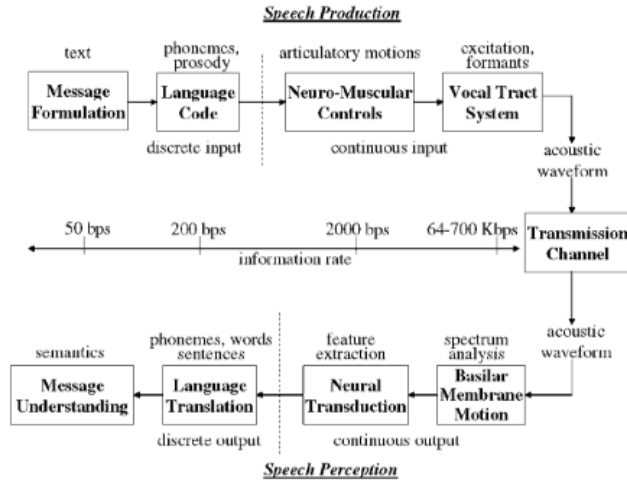 Speech Production
text
phonemes,
prosody
articulatory motions
excitation,
formants
Message
Formulation
Language
Code
Neuro-Muscular
Controls
Vocal Tract
System
discrete input
continuous input
acoustic
waveform
50 bps
200 bps
2000 bps
64-700 Kbps
information rate
Transmission
Channel
acoustic
waveform
semantics
phonemes, words
sentences
feature
extraction
spectrum
analysis
Message
Understanding
Language
Translation
Neural
Transduction
Basilar
Membrane
Motion
discrete output
continuous output
Speech Perception